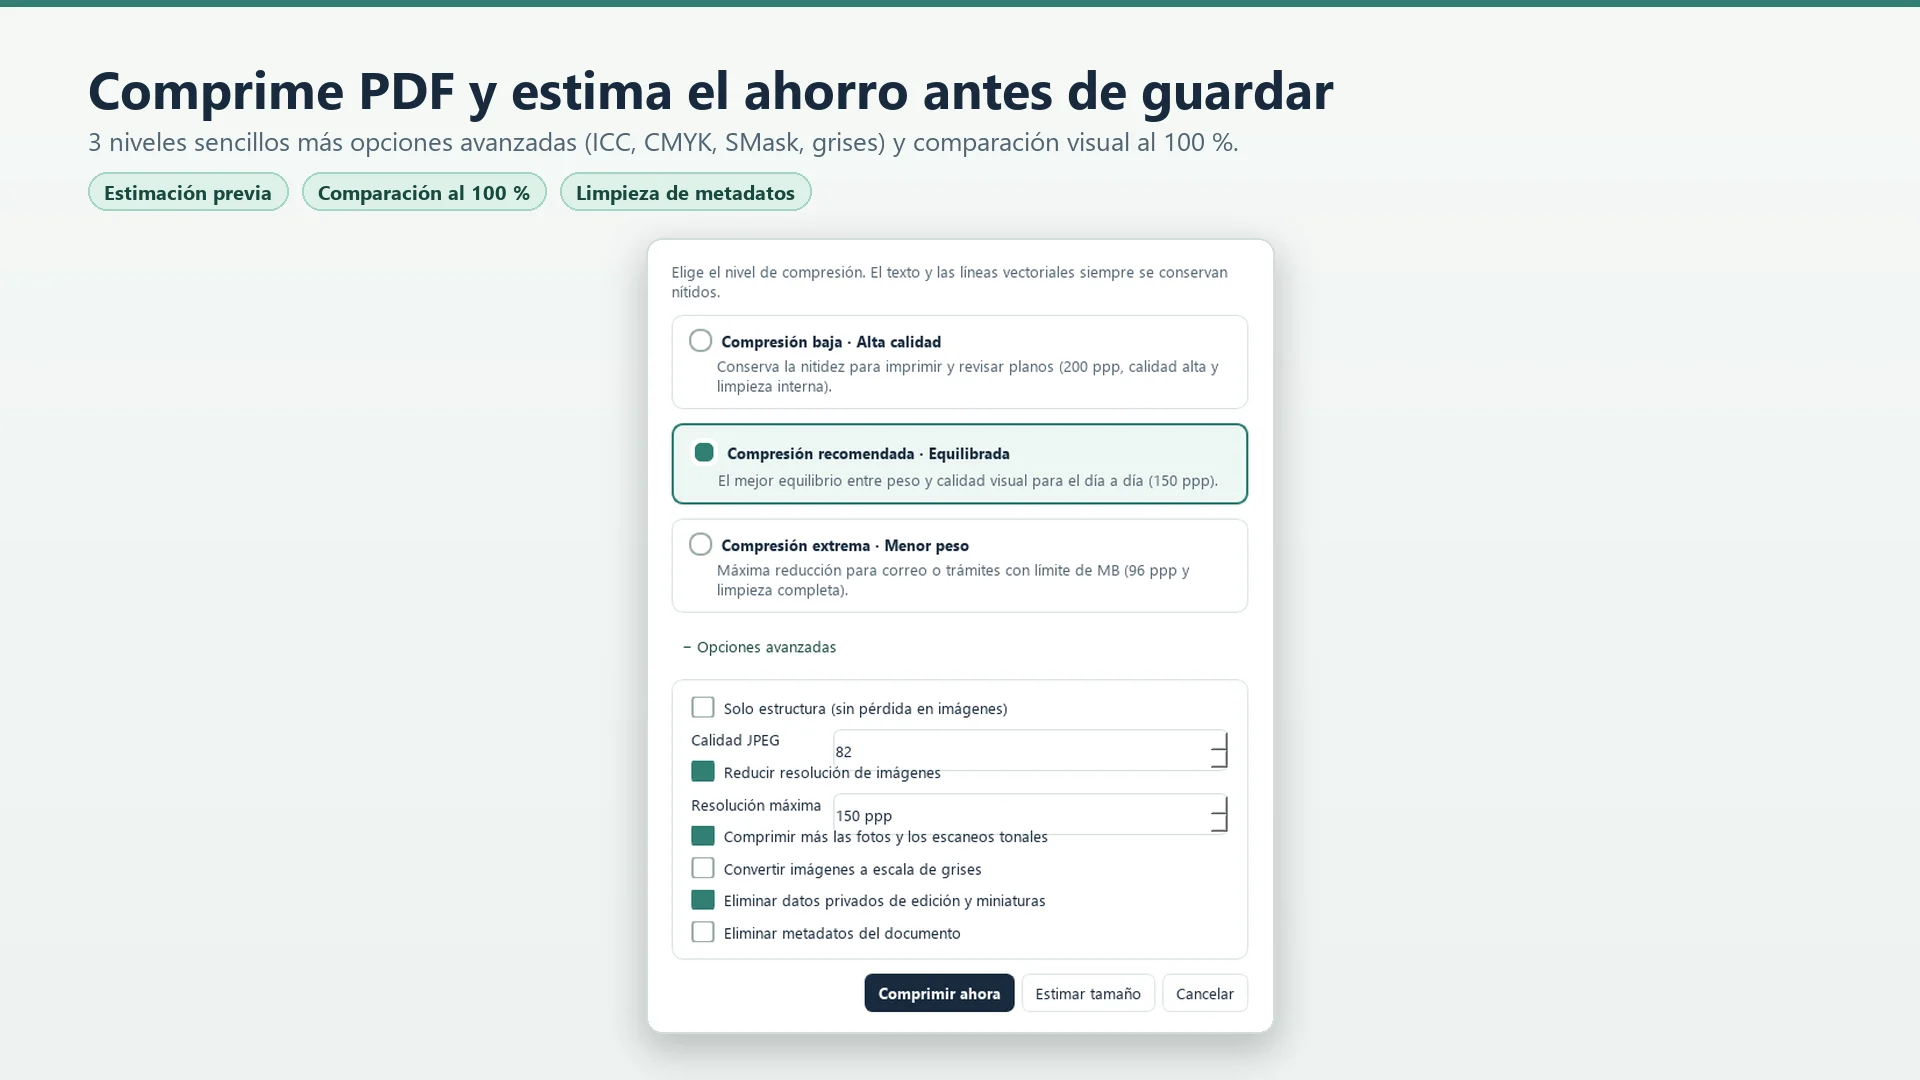 Comprime PDF y estima el ahorro antes de guardar
3 niveles sencillos más opciones avanzadas (ICC, CMYK, SMask, grises) y comparación visual al 100 %.
Estimación previa
Comparación al 100 %
Limpieza de metadatos
Elige el nivel de compresión. El texto y las líneas vectoriales siempre se conservan
nítidos.
Compresión baja · Alta calidad
Conserva la nitidez para imprimir y revisar planos (200 ppp, calidad alta y
limpieza interna).
Compresión recomendada · Equilibrada
El mejor equilibrio entre peso y calidad visual para el día a día (150 ppp).
Compresión extrema · Menor peso
Máxima reducción para correo o trámites con límite de MB (96 ppp y
limpieza completa).
− Opciones avanzadas
Solo estructura (sin pérdida en imágenes)
Calidad JPEG
82
Reducir resolución de imágenes
Resolución máxima
150 ppp
Comprimir más las fotos y los escaneos tonales
Convertir imágenes a escala de grises
Eliminar datos privados de edición y miniaturas
Eliminar metadatos del documento
Comprimir ahora
Estimar tamaño
Cancelar